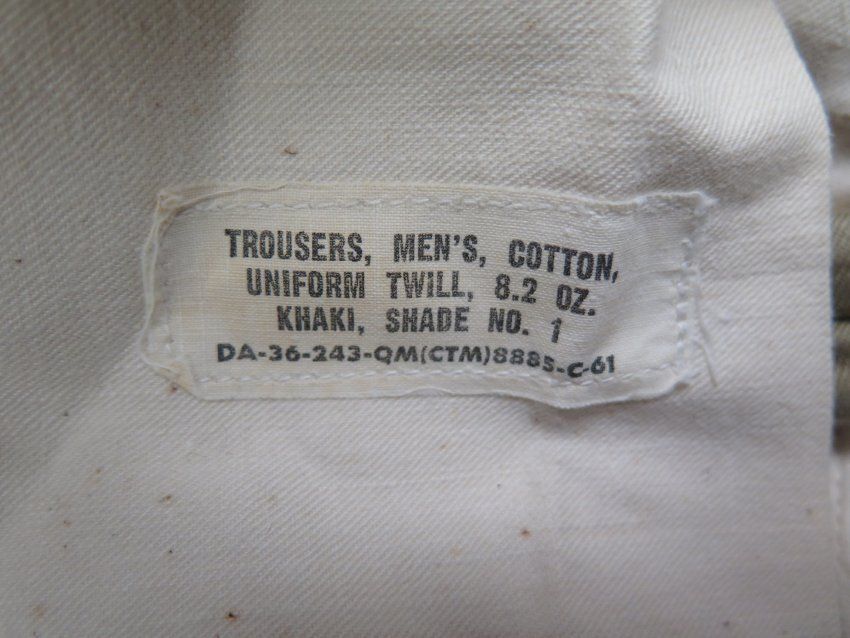 TROUSERS, MEN'S, COTTON,
UNIFORM TWILL, 8.2 OZ.
KHAKI, SHADE NO. 1
DA-36-243-QM(CTM)8885-C-61